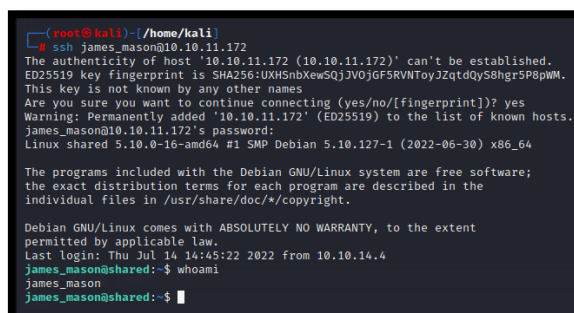 ┌──(root㉿kali)-[/home/kali]
└─# ssh james_mason@10.10.11.172
The authenticity of host '10.10.11.172 (10.10.11.172)' can't be established.
ED25519 key fingerprint is SHA256:UXHSnbXewSQjJVOjGF5RVNToyJZqtdQyS8hgr5P8pWM.
This key is not known by any other names
Are you sure you want to continue connecting (yes/no/[fingerprint])? yes
Warning: Permanently added '10.10.11.172' (ED25519) to the list of known hosts.
james_mason@10.10.11.172's password:
Linux shared 5.10.0-16-amd64 #1 SMP Debian 5.10.127-1 (2022-06-30) x86_64
The programs included with the Debian GNU/Linux system are free software;
the exact distribution terms for each program are described in the
individual files in /usr/share/doc/*/copyright.
Debian GNU/Linux comes with ABSOLUTELY NO WARRANTY, to the extent
permitted by applicable law.
Last login: Thu Jul 14 14:45:22 2022 from 10.10.14.4
james_mason@shared:~$ whoami
james_mason
james_mason@shared:~$